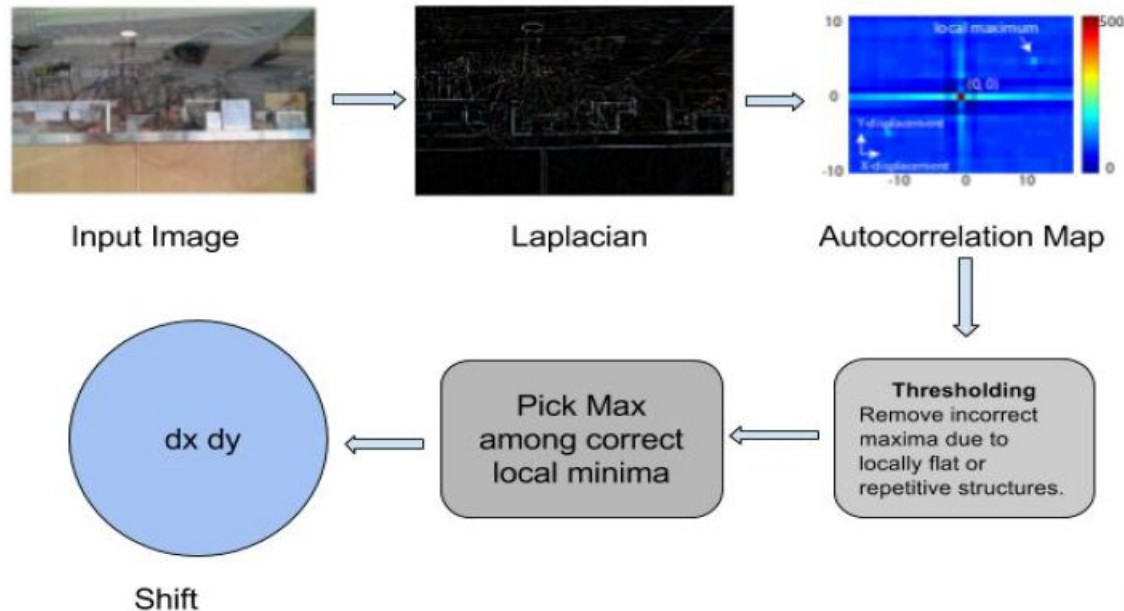 10
local maximum
500
(0, 0)
0
Y-displacement
X-displacement
-10
0
-10
0
10
Input Image
Laplacian
Autocorrelation Map
Thresholding
Remove incorrect
maxima due to
locally flat or
repetitive structures.
Pick Max
among correct
local minima
dx dy
Shift